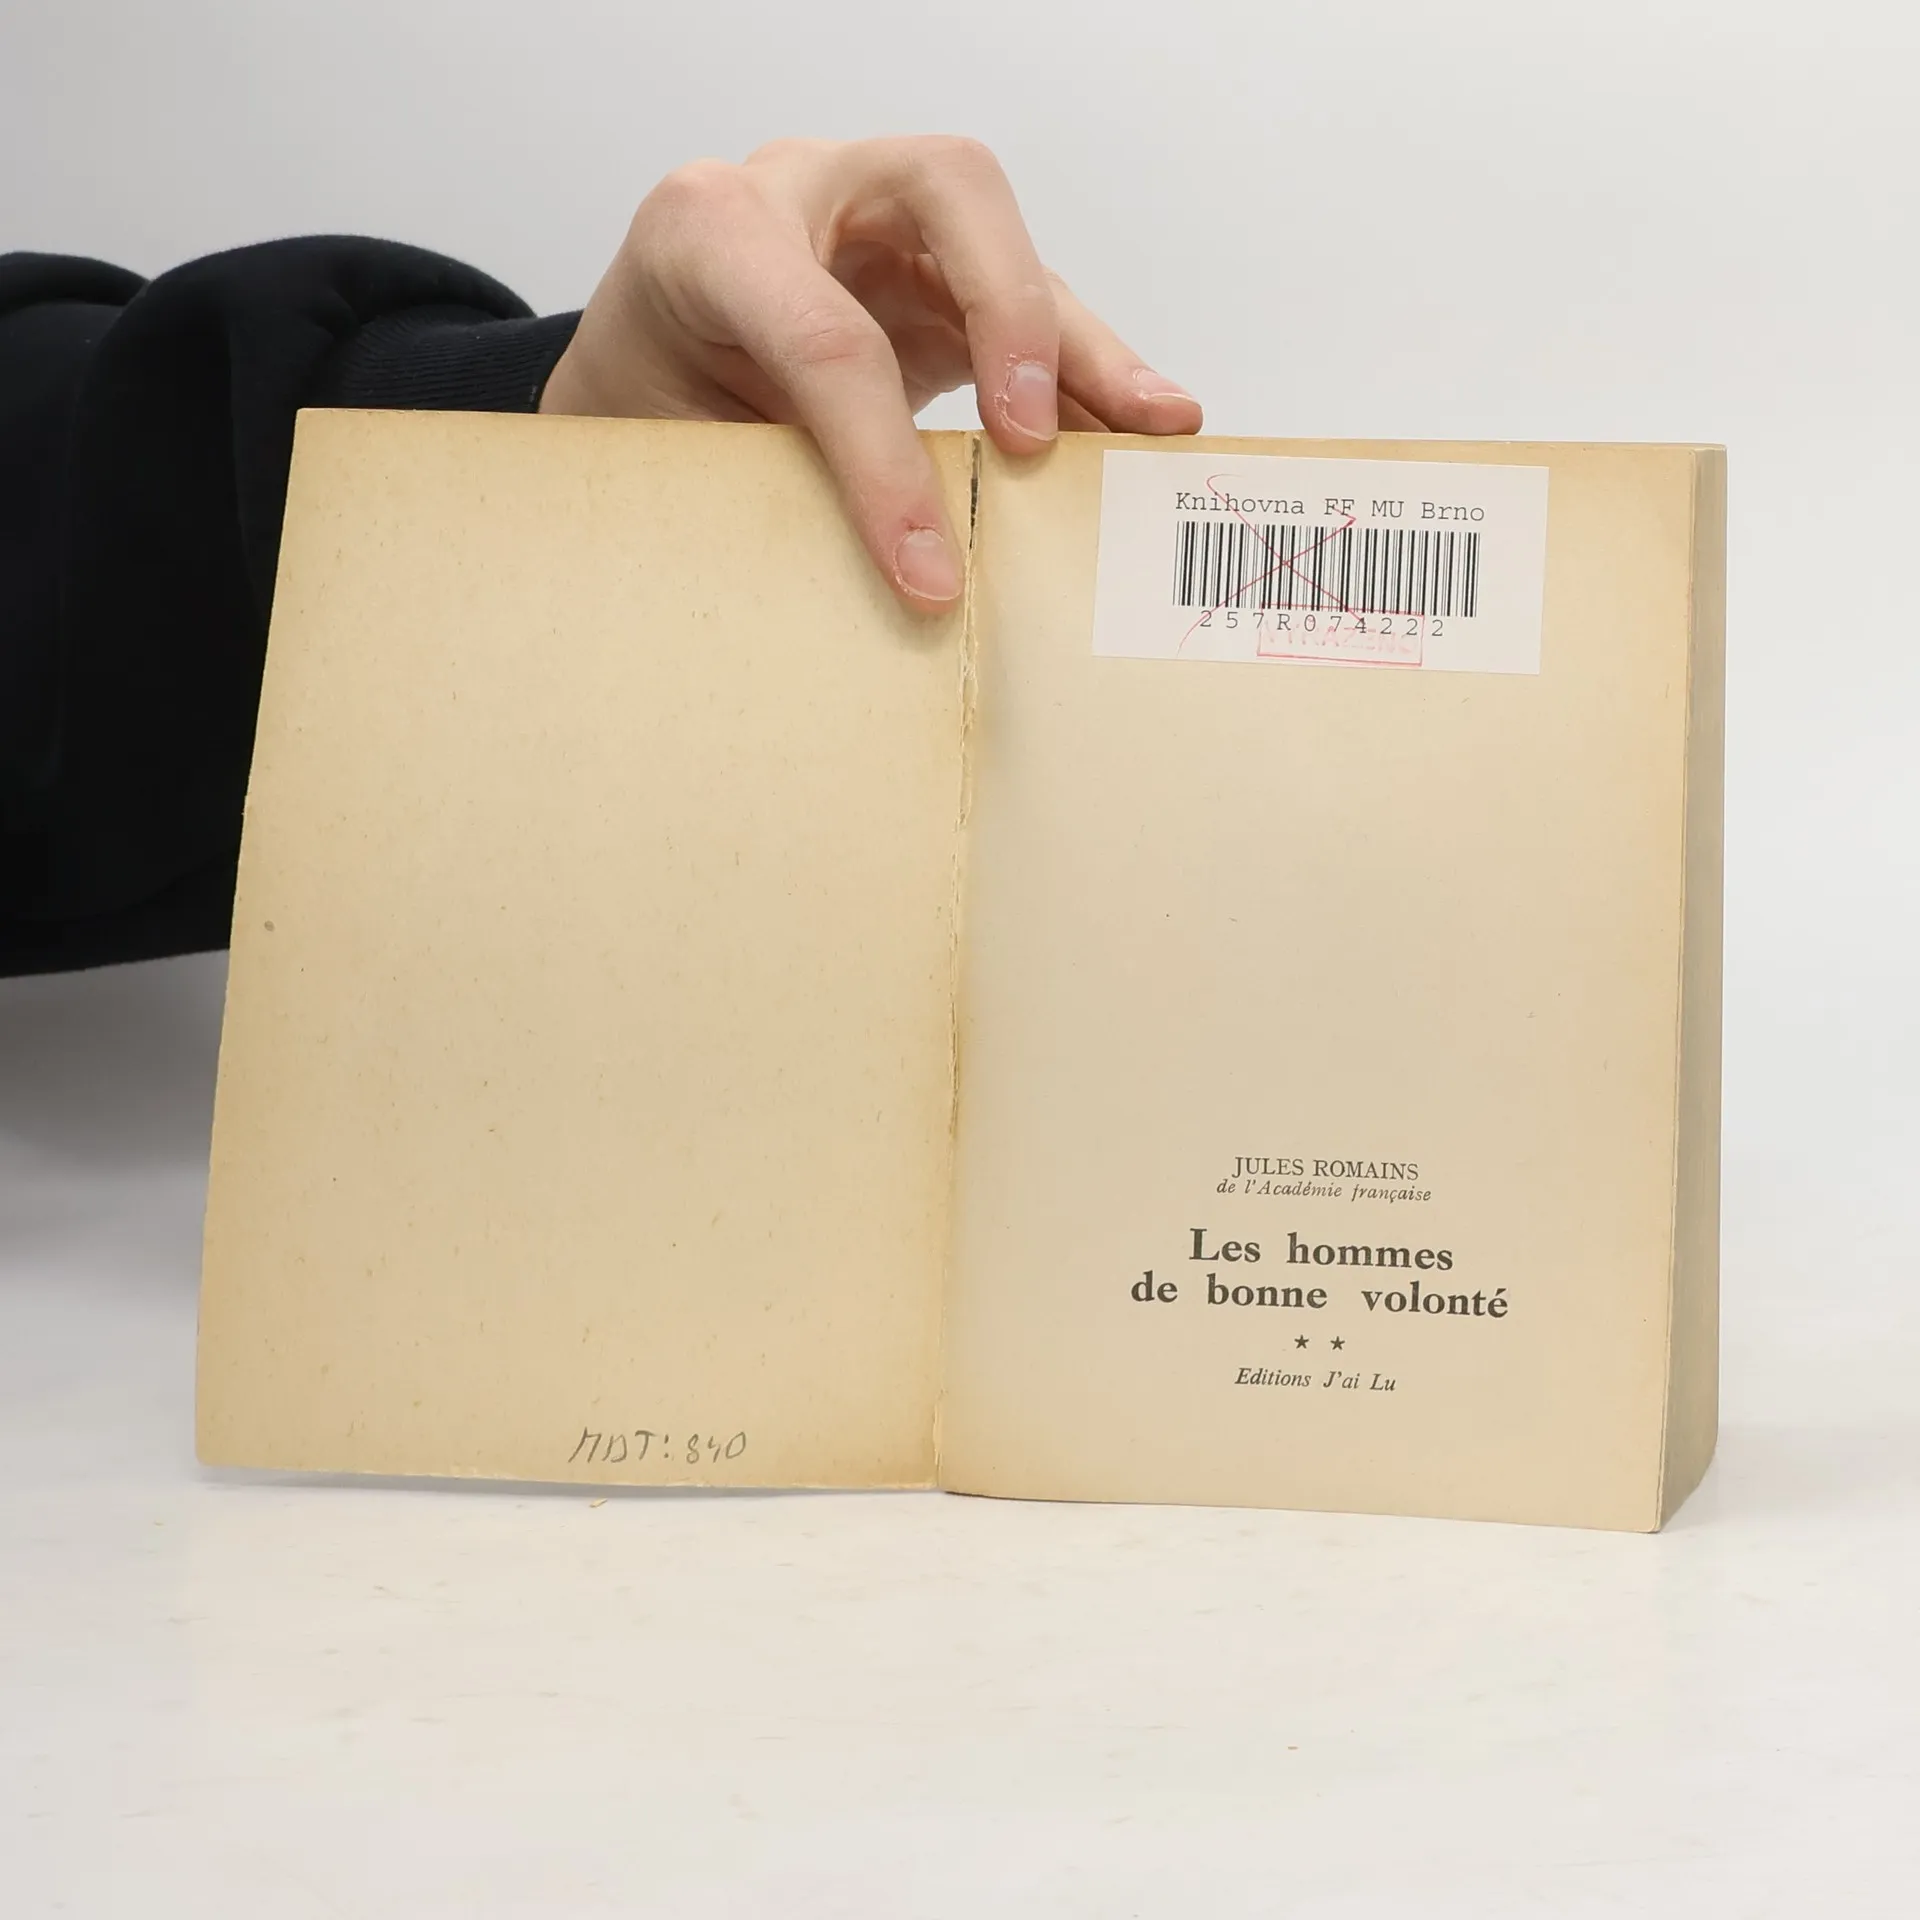 MDT: 840
Knihovna FF MU Brno
257R074222
JULES ROMAINS
de l'Académie française
Les hommes
de bonne volonté
★ ★
Editions J'ai Lu